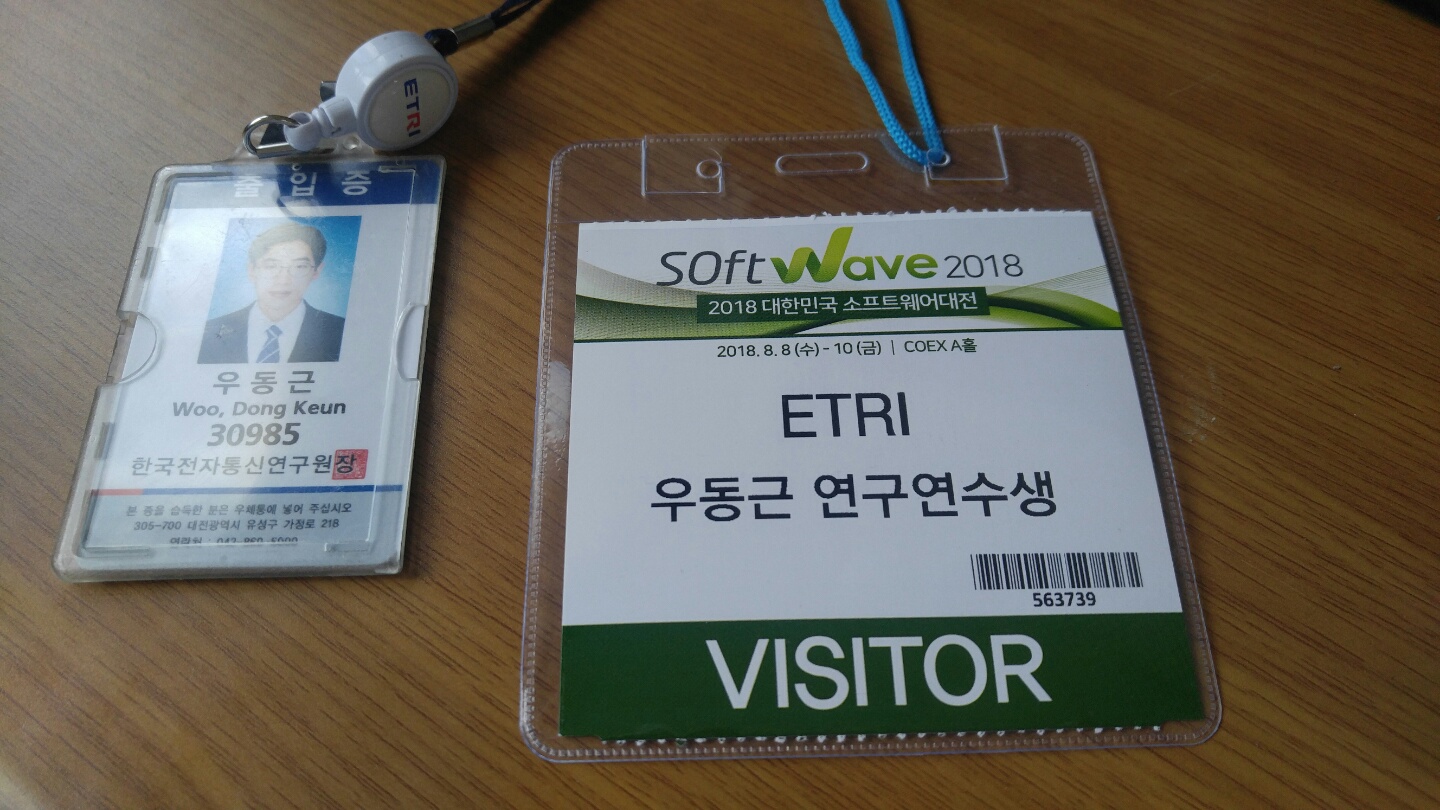 ETRI
출입증
우동근
Woo, Dong Keun
30985
한국전자통신연구원장
본 증을 습득한 분은 우체통에 넣어 주십시오
305-700 대전광역시 유성구 가정로 218
SOftWave 2018
2018 대한민국 소프트웨어대전
2018. 8. 8 (수) - 10 (금) | COEX A홀
ETRI
우동근 연구연수생
563739
VISITOR